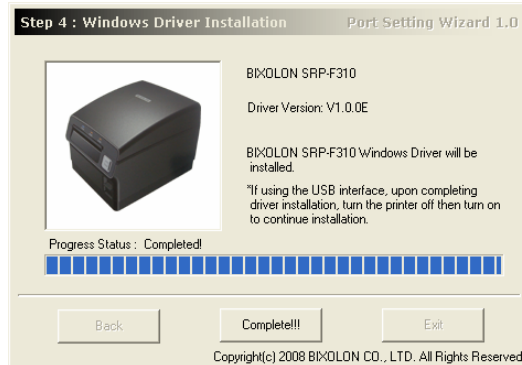 Step 4 : Windows Driver Installation
Port Setting Wizard 1.0
BIXOLON SRP-F310
Driver Version: V1.0.0E
BIXOLON SRP-F310 Windows Driver will be
installed.
*If using the USB interface, upon completing
driver installation, turn the printer off then turn on
to continue installation.
Progress Status : Completed!
Back
Complete!!!
Exit
Copyright(c) 2008 BIXOLON CO., LTD. All Rights Reserved